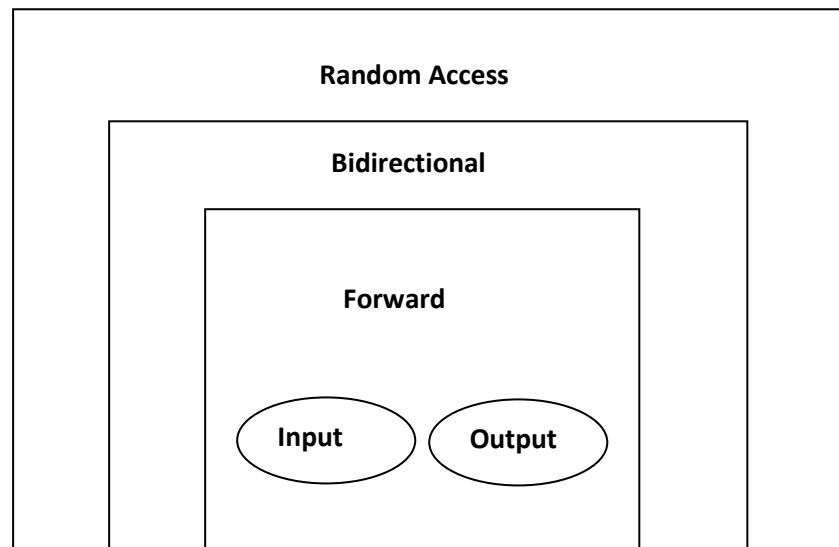 Random Access
Bidirectional
Forward
Input
Output